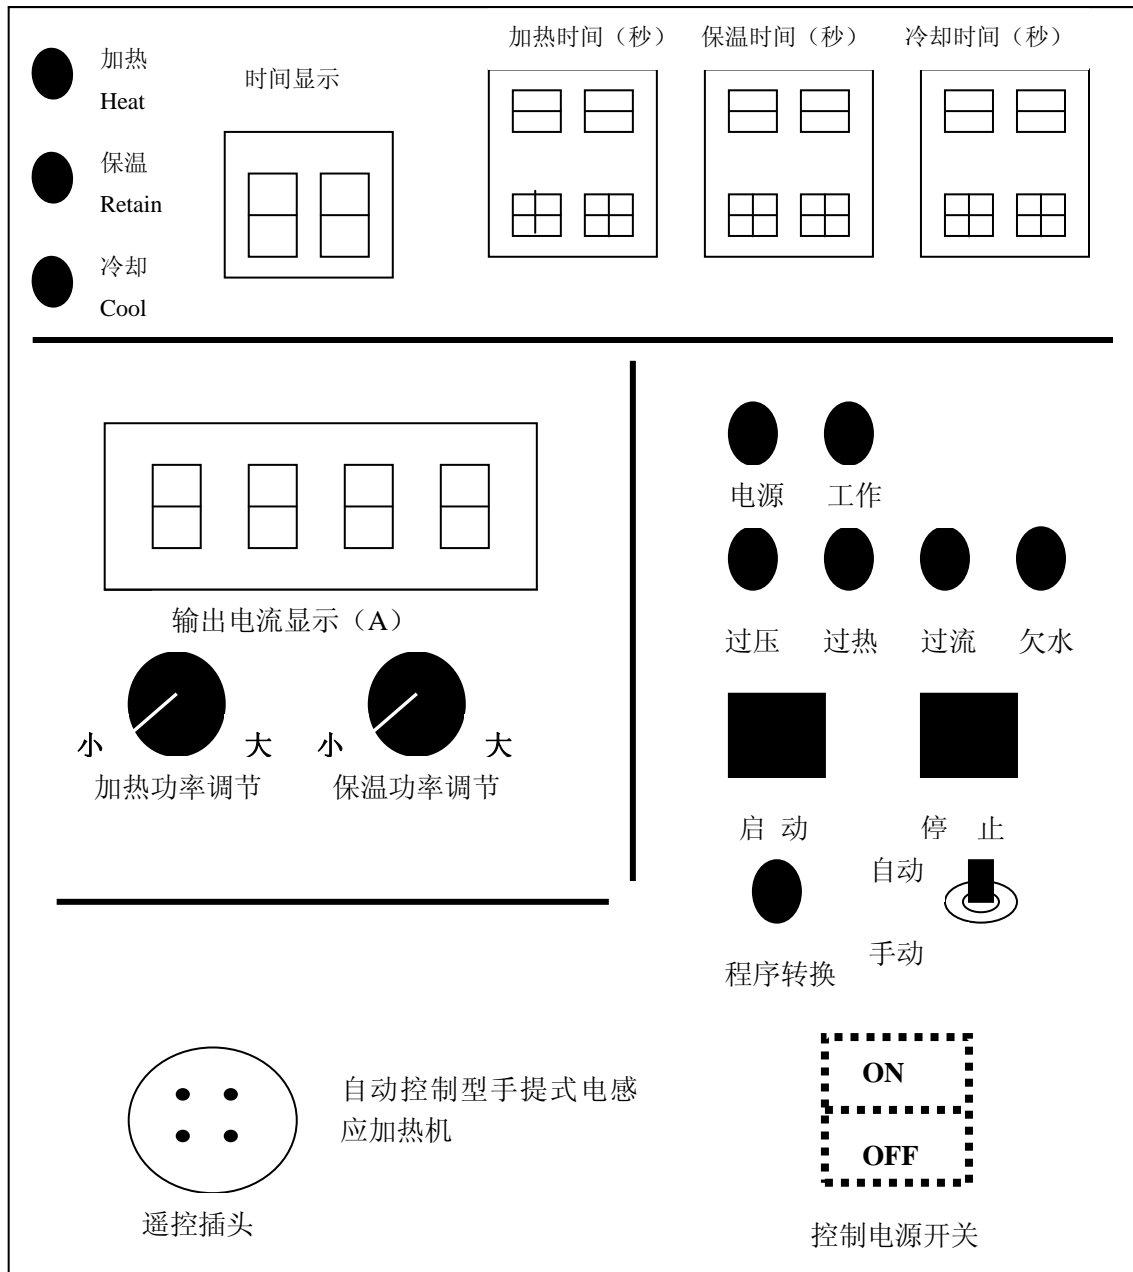 加热
Heat
保温
Retain
冷却
Cool
时间显示
加热时间（秒）
保温时间（秒）
冷却时间（秒）
输出电流显示（A）
小
大
小
大
加热功率调节
保温功率调节
电源
工作
过压
过热
过流
欠水
启 动
停 止
自动
手动
程序转换
自动控制型手提式电感
应加热机
遥控插头
ON
OFF
控制电源开关